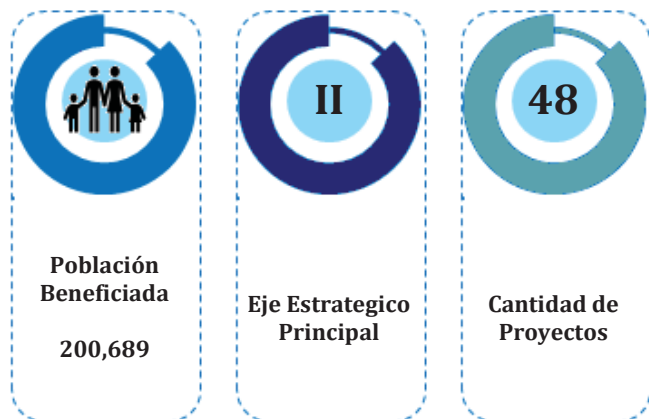 Población
Beneficiada
200,689
II
Eje Estrategico
Principal
48
Cantidad de
Proyectos